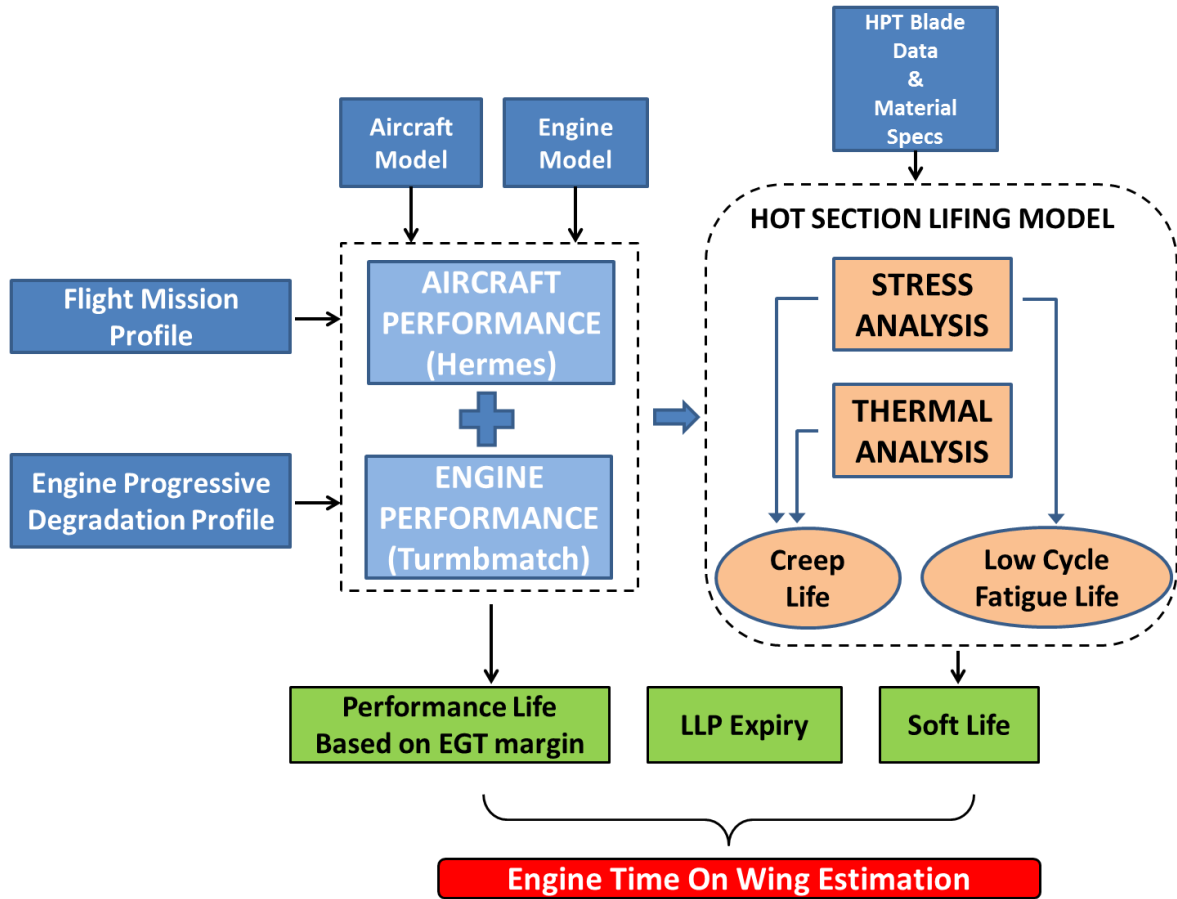 HPT Blade
Data
&
Material
Specs
Aircraft
Model
Engine
Model
HOT SECTION LIFING MODEL
AIRCRAFT
PERFORMANCE
(Hermes)
STRESS
ANALYSIS
Flight Mission
Profile
THERMAL
ANALYSIS
Engine Progressive
Degradation Profile
ENGINE
PERFORMANCE
(Turmbmatch)
Creep
Life
Low Cycle
Fatigue Life
Performance Life
Based on EGT margin
LLP Expiry
Soft Life
Engine Time On Wing Estimation